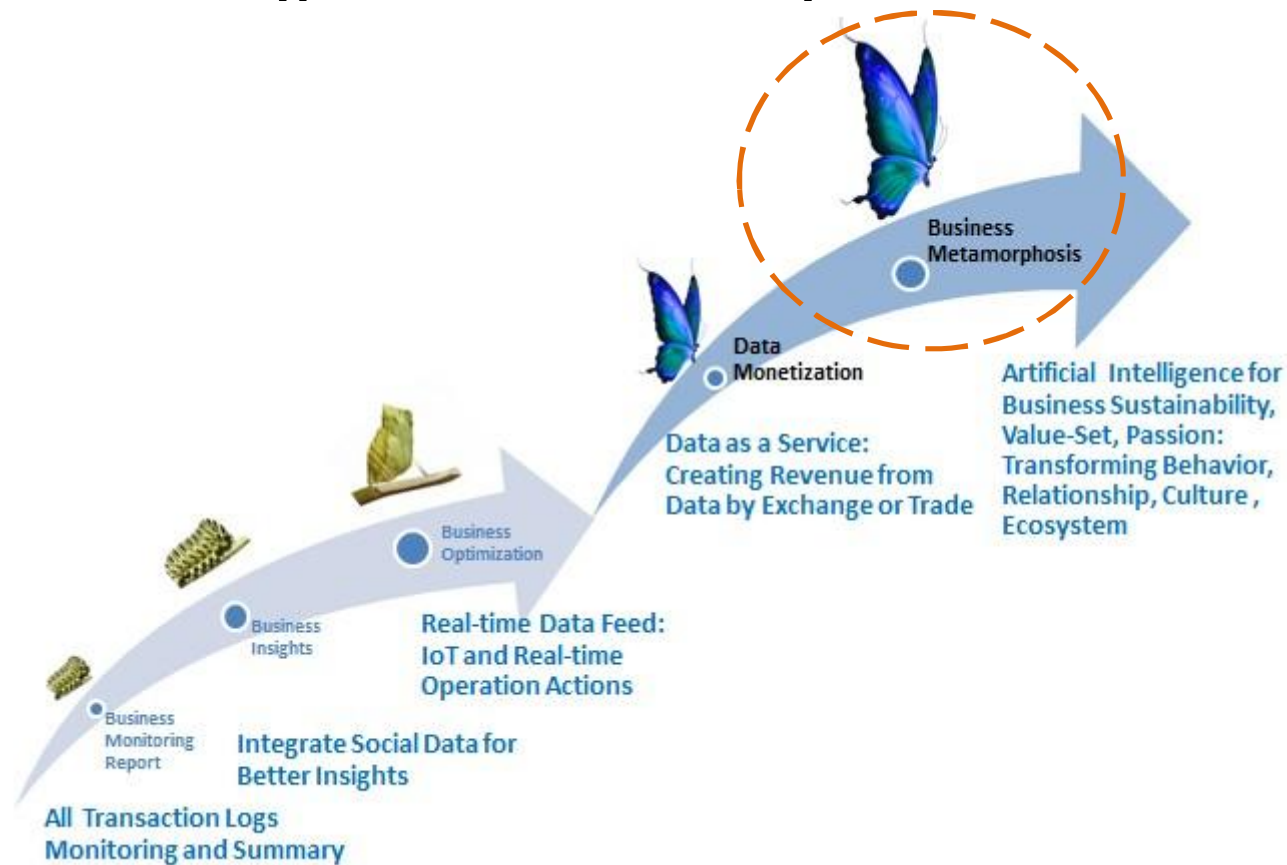 Business
Metamorphosis
Data
Monetization
Artificial Intelligence for
Business Sustainability,
Value-Set, Passion:
Transforming Behavior,
Relationship, Culture ,
Ecosystem
Data as a Service:
Creating Revenue from
Data by Exchange or Trade
Business
Optimization
Business
Insights
Real-time Data Feed:
IoT and Real-time
Operation Actions
Business
Monitoring
Report
Integrate Social Data for
Better Insights
All Transaction Logs
Monitoring and Summary